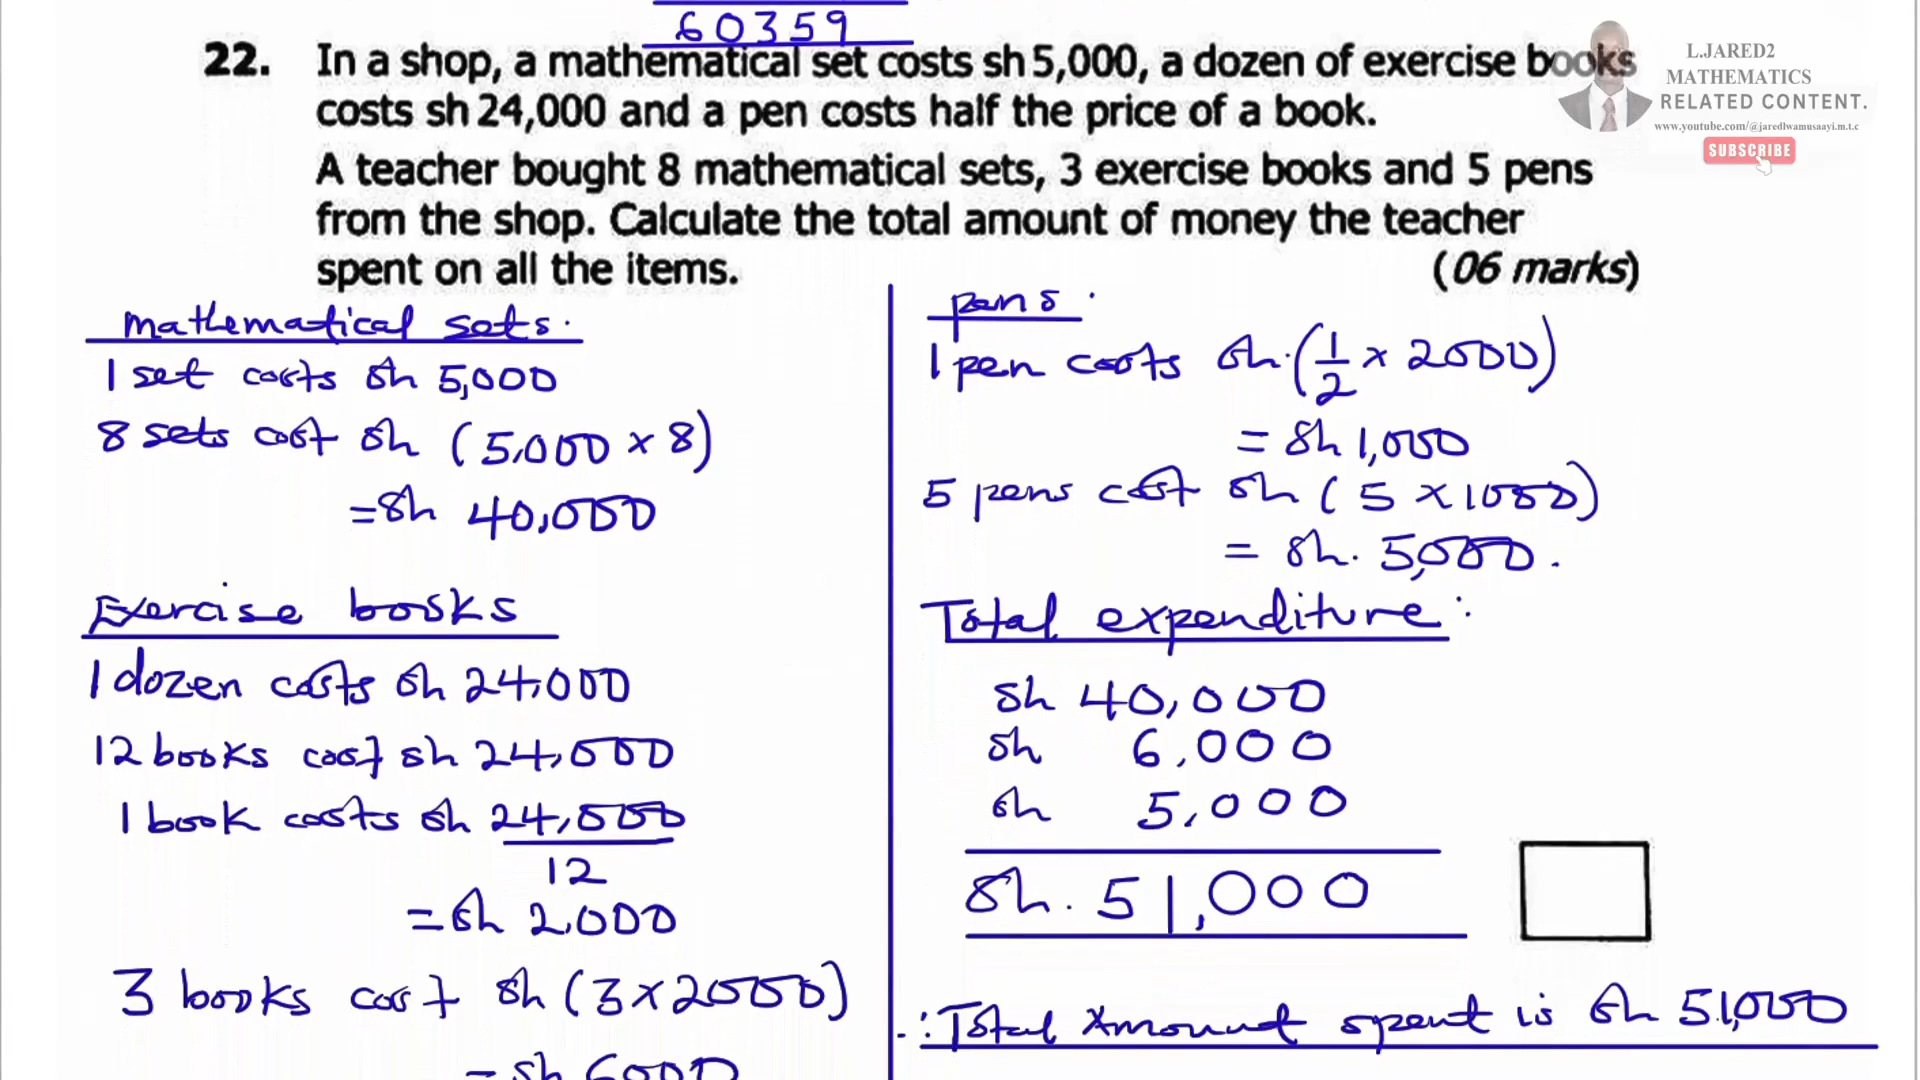 60359
22. In a shop, a mathematical set costs sh 5,000, a dozen of exercise books
costs sh 24,000 and a pen costs half the price of a book.
A teacher bought 8 mathematical sets, 3 exercise books and 5 pens
from the shop. Calculate the total amount of money the teacher
spent on all the items. (06 marks)
L.JARED2
MATHEMATICS
RELATED CONTENT.
www.youtube.com/@jaredlwamusaayi.m.t.c
SUBSCRIBE
mathematical sets.
1 set costs sh 5,000
8 sets cost sh (5,000 x 8)
=sh 40,000
Exercise books
1 dozen costs sh 24,000
12 books cost sh 24,000
1 book costs sh 24,000
12
=sh 2,000
3 books cost sh (3 x 2000)
= sh 6000
pens.
1 pen costs sh.(1/2 x 2000)
= sh 1,000
5 pens cost sh (5 x 1000)
= sh. 5,000.
Total expenditure:
sh 40,000
sh 6,000
sh 5,000
sh. 51,000
∴ Total Amount spent is sh 51,000